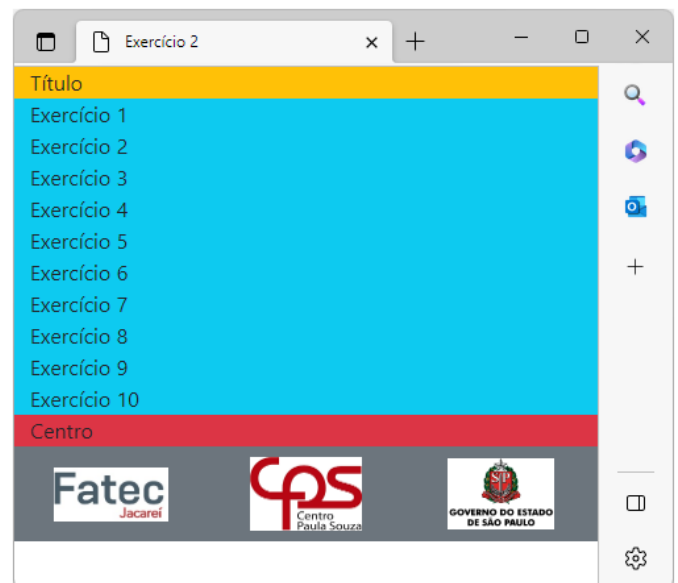 Exercício 2
Título
Exercício 1
Exercício 2
Exercício 3
Exercício 4
Exercício 5
Exercício 6
Exercício 7
Exercício 8
Exercício 9
Exercício 10
Centro
Fatec
Jacareí
CPS
Centro
Paula Souza
GOVERNO DO ESTADO
DE SÃO PAULO